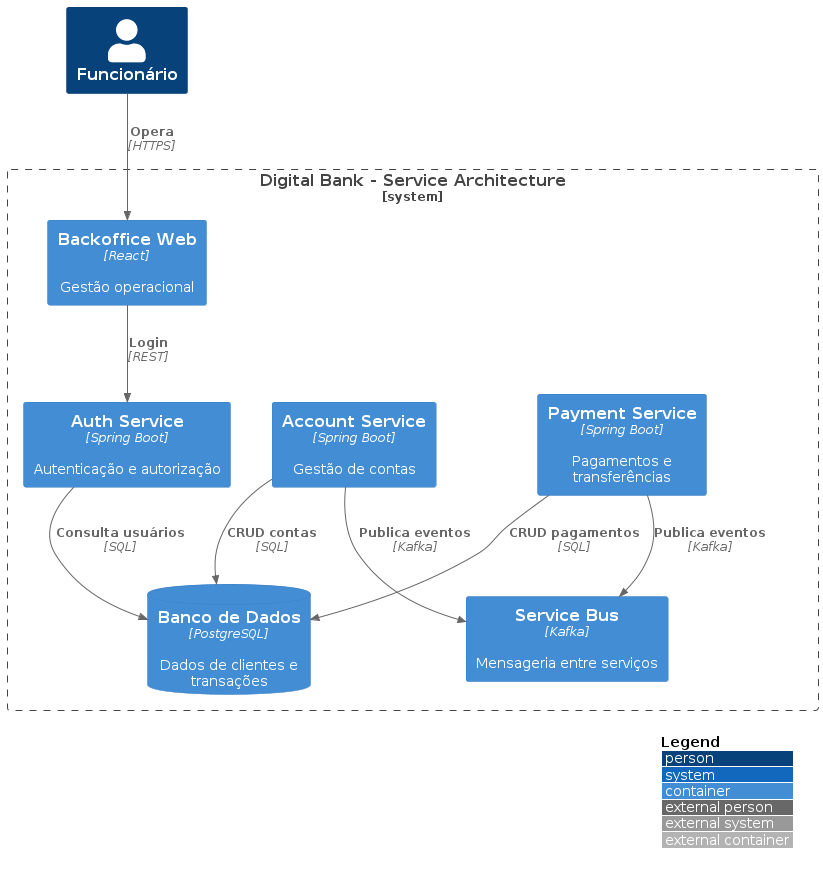 Funcionário
Opera
[HTTPS]
Digital Bank - Service Architecture
[system]
Backoffice Web
[React]
Gestão operacional
Login
[REST]
Auth Service
[Spring Boot]
Autenticação e autorização
Account Service
[Spring Boot]
Gestão de contas
Payment Service
[Spring Boot]
Pagamentos e
transferências
Consulta usuários
[SQL]
CRUD contas
[SQL]
Publica eventos
[Kafka]
CRUD pagamentos
[SQL]
Publica eventos
[Kafka]
Banco de Dados
[PostgreSQL]
Dados de clientes e
transações
Service Bus
[Kafka]
Mensageria entre serviços
Legend
person
system
container
external person
external system
external container